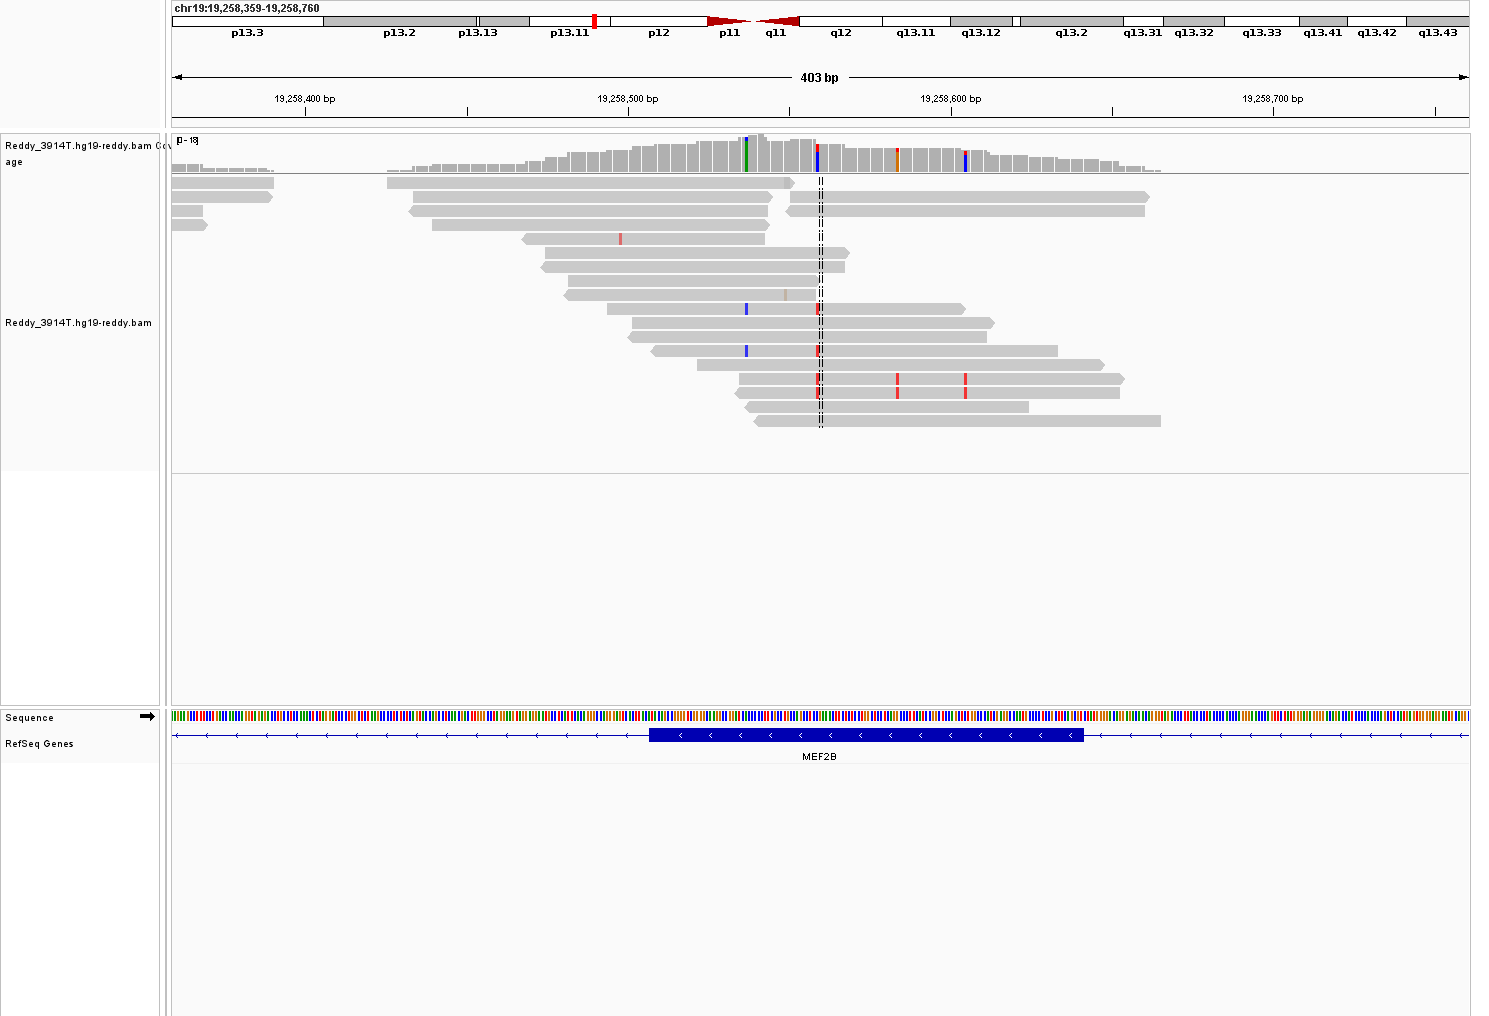 chr19:19,258,359-19,258,760
p13.3 p13.2 p13.13 p13.11 p12 p11 q11 q12 q13.11 q13.12 q13.2 q13.31 q13.32 q13.33 q13.41 q13.42 q13.43
403 bp
19,258,400 bp 19,258,500 bp 19,258,600 bp 19,258,700 bp
Reddy_3914T.hg19-reddy.bam Cov
age
[0 - 18]
Reddy_3914T.hg19-reddy.bam
Sequence
RefSeq Genes
MEF2B